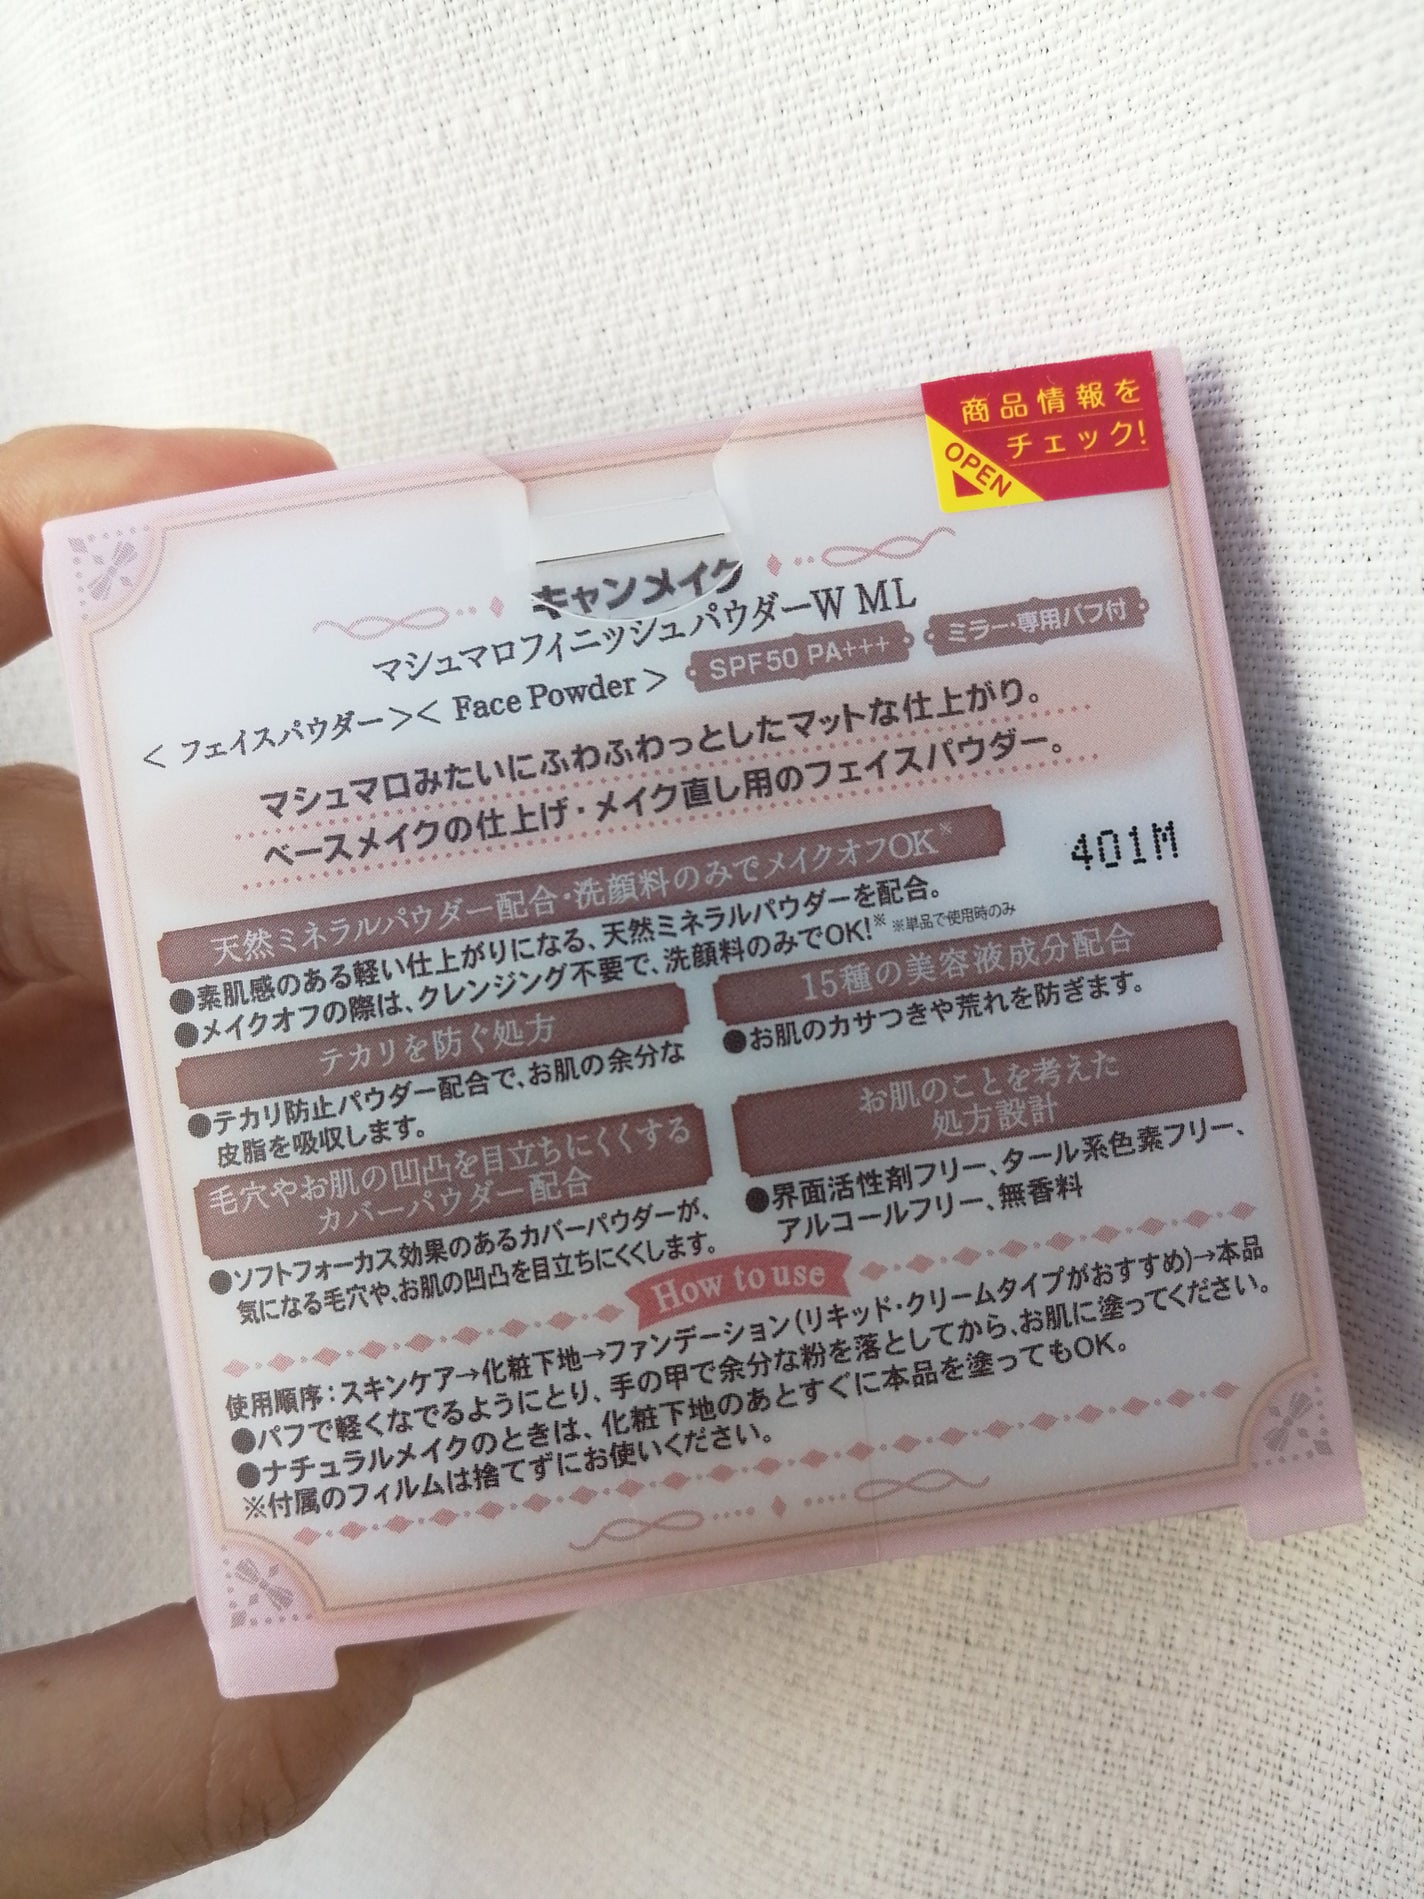 商品情報を
チェック!
OPEN
キャンメイク
マシュマロフィニッシュパウダーW ML
< フェイスパウダー >< Face Powder >
SPF50 PA+++
ミラー・専用パフ付
マシュマロみたいにふわふわっとしたマットな仕上がり。
ベースメイクの仕上げ・メイク直し用のフェイスパウダー。
401M
天然ミネラルパウダー配合・洗顔料のみでメイクオフOK※
●素肌感のある軽い仕上がりになる、天然ミネラルパウダーを配合。
●メイクオフの際は、クレンジング不要で、洗顔料のみでOK!※ ※単品で使用時のみ
テカリを防ぐ処方
●テカリ防止パウダー配合で、お肌の余分な
皮脂を吸収します。
15種の美容液成分配合
●お肌のカサつきや荒れを防ぎます。
毛穴やお肌の凹凸を目立ちにくくする
カバーパウダー配合
●ソフトフォーカス効果のあるカバーパウダーが、
気になる毛穴や、お肌の凹凸を目立ちにくくします。
お肌のことを考えた
処方設計
●界面活性剤フリー、タール系色素フリー、
アルコールフリー、無香料
How to use
使用順序:スキンケア→化粧下地→ファンデーション(リキッド・クリームタイプがおすすめ)→本品
●パフで軽くなでるようにとり、手の甲で余分な粉を落としてから、お肌に塗ってください。
●ナチュラルメイクのときは、化粧下地のあとすぐに本品を塗ってもOK。
※付属のフィルムは捨てずにお使いください。